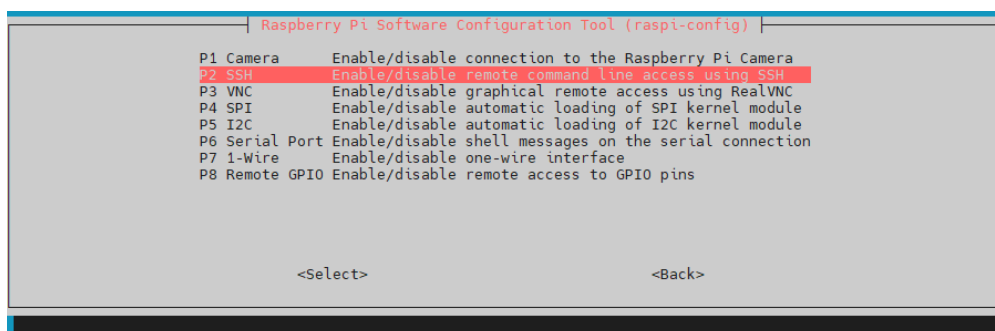 Raspberry Pi Software Configuration Tool (raspi-config)
P1 Camera Enable/disable connection to the Raspberry Pi Camera
P2 SSH Enable/disable remote command line access using SSH
P3 VNC Enable/disable graphical remote access using RealVNC
P4 SPI Enable/disable automatic loading of SPI kernel module
P5 I2C Enable/disable automatic loading of I2C kernel module
P6 Serial Port Enable/disable shell messages on the serial connection
P7 1-Wire Enable/disable one-wire interface
P8 Remote GPIO Enable/disable remote access to GPIO pins
<Select> <Back>